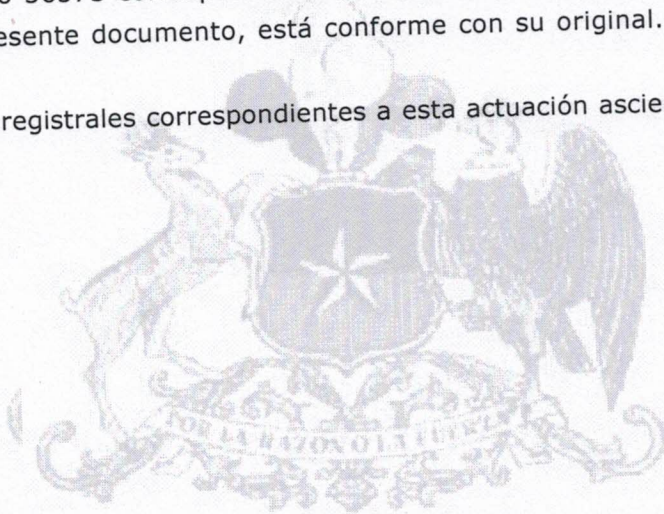 esente documento, está conforme con su original.
registrales correspondientes a esta actuación ascie
POR LA RAZON O LA FUERZA